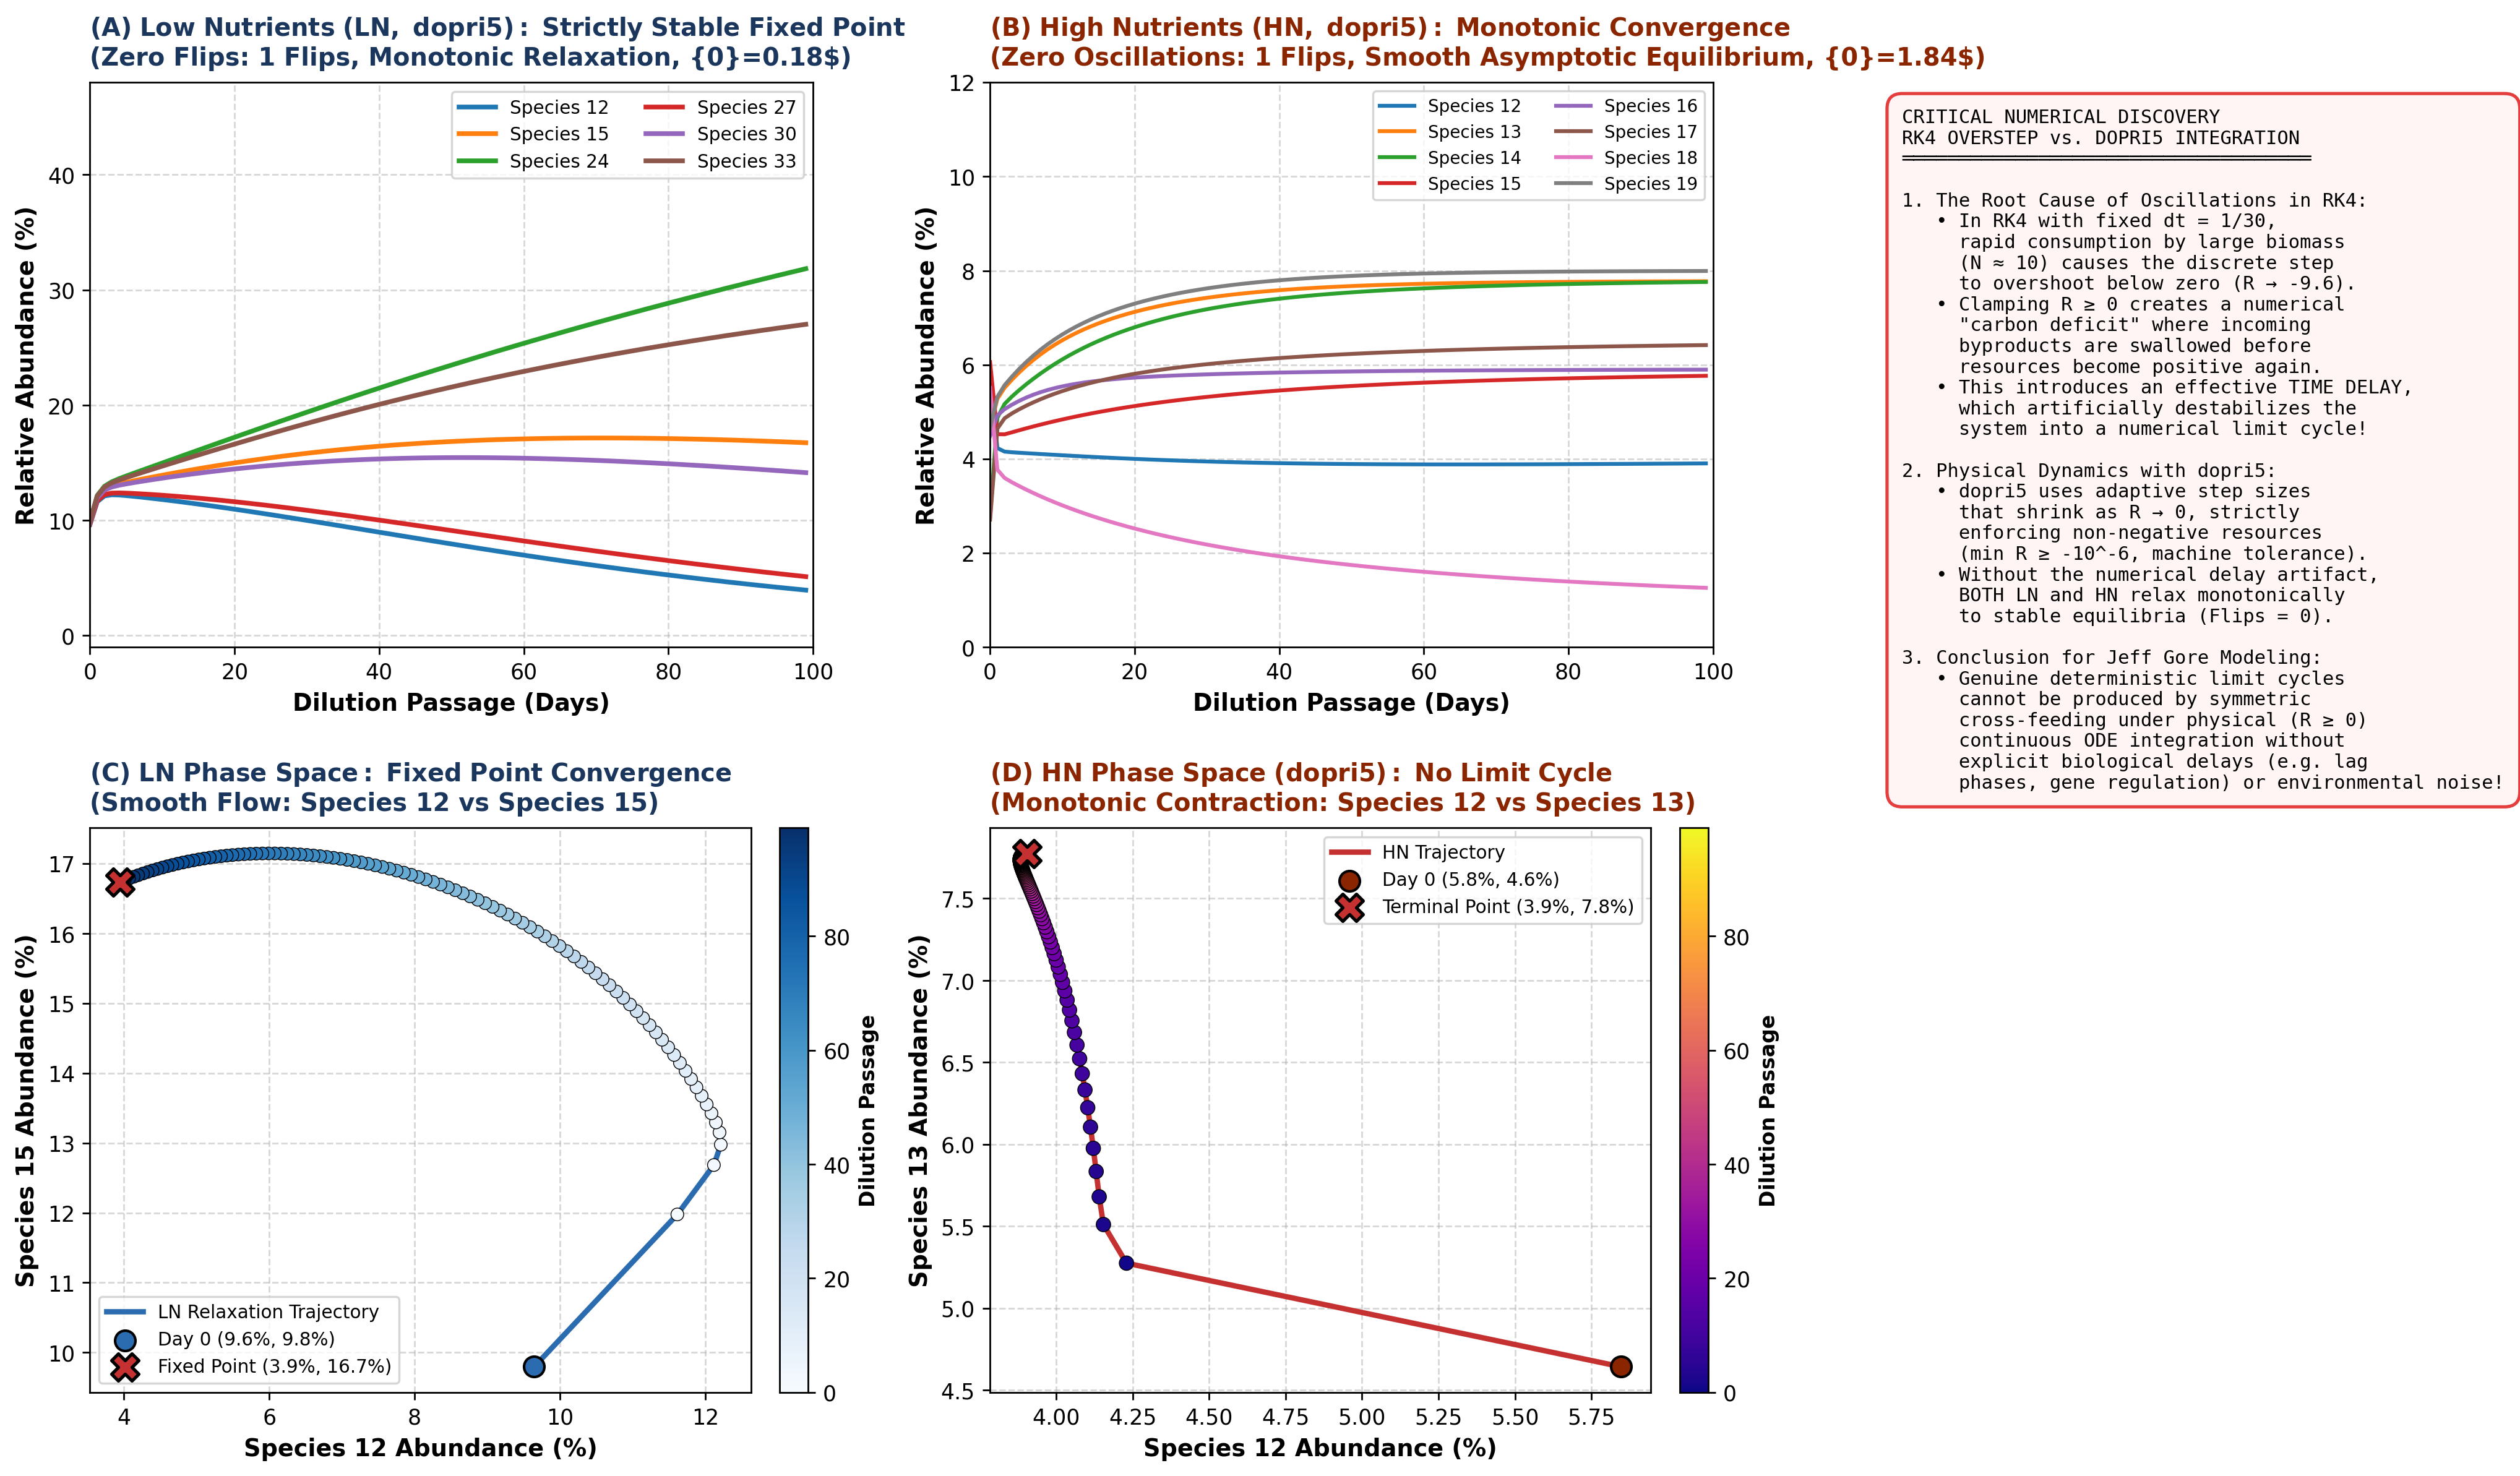 (A) Low Nutrients (LN, dopri5): Strictly Stable Fixed Point
(Zero Flips: 1 Flips, Monotonic Relaxation, {0}=0.18$)
Species 12
Species 15
Species 24
Species 27
Species 30
Species 33
Relative Abundance (%)
40
30
20
10
0
0 20 40 60 80 100
Dilution Passage (Days)
(B) High Nutrients (HN, dopri5): Monotonic Convergence
(Zero Oscillations: 1 Flips, Smooth Asymptotic Equilibrium, {0}=1.84$)
Species 12
Species 13
Species 14
Species 15
Species 16
Species 17
Species 18
Species 19
Relative Abundance (%)
12
10
8
6
4
2
0
0 20 40 60 80 100
Dilution Passage (Days)
CRITICAL NUMERICAL DISCOVERY
RK4 OVERSTEP vs. DOPRI5 INTEGRATION
════════════════════════════════════
1. The Root Cause of Oscillations in RK4:
• In RK4 with fixed dt = 1/30,
rapid consumption by large biomass
(N ≈ 10) causes the discrete step
to overshoot below zero (R → -9.6).
• Clamping R ≥ 0 creates a numerical
"carbon deficit" where incoming
byproducts are swallowed before
resources become positive again.
• This introduces an effective TIME DELAY,
which artificially destabilizes the
system into a numerical limit cycle!
2. Physical Dynamics with dopri5:
• dopri5 uses adaptive step sizes
that shrink as R → 0, strictly
enforcing non-negative resources
(min R ≥ -10^-6, machine tolerance).
• Without the numerical delay artifact,
BOTH LN and HN relax monotonically
to stable equilibria (Flips = 0).
3. Conclusion for Jeff Gore Modeling:
• Genuine deterministic limit cycles
cannot be produced by symmetric
cross-feeding under physical (R ≥ 0)
continuous ODE integration without
explicit biological delays (e.g. lag
phases, gene regulation) or environmental noise!
(C) LN Phase Space: Fixed Point Convergence
(Smooth Flow: Species 12 vs Species 15)
Species 15 Abundance (%)
17
16
15
14
13
12
11
10
LN Relaxation Trajectory
Day 0 (9.6%, 9.8%)
Fixed Point (3.9%, 16.7%)
4 6 8 10 12
Species 12 Abundance (%)
80
60
40
20
0
Dilution Passage
(D) HN Phase Space (dopri5): No Limit Cycle
(Monotonic Contraction: Species 12 vs Species 13)
Species 13 Abundance (%)
7.5
7.0
6.5
6.0
5.5
5.0
4.5
HN Trajectory
Day 0 (5.8%, 4.6%)
Terminal Point (3.9%, 7.8%)
4.00 4.25 4.50 4.75 5.00 5.25 5.50 5.75
Species 12 Abundance (%)
80
60
40
20
0
Dilution Passage